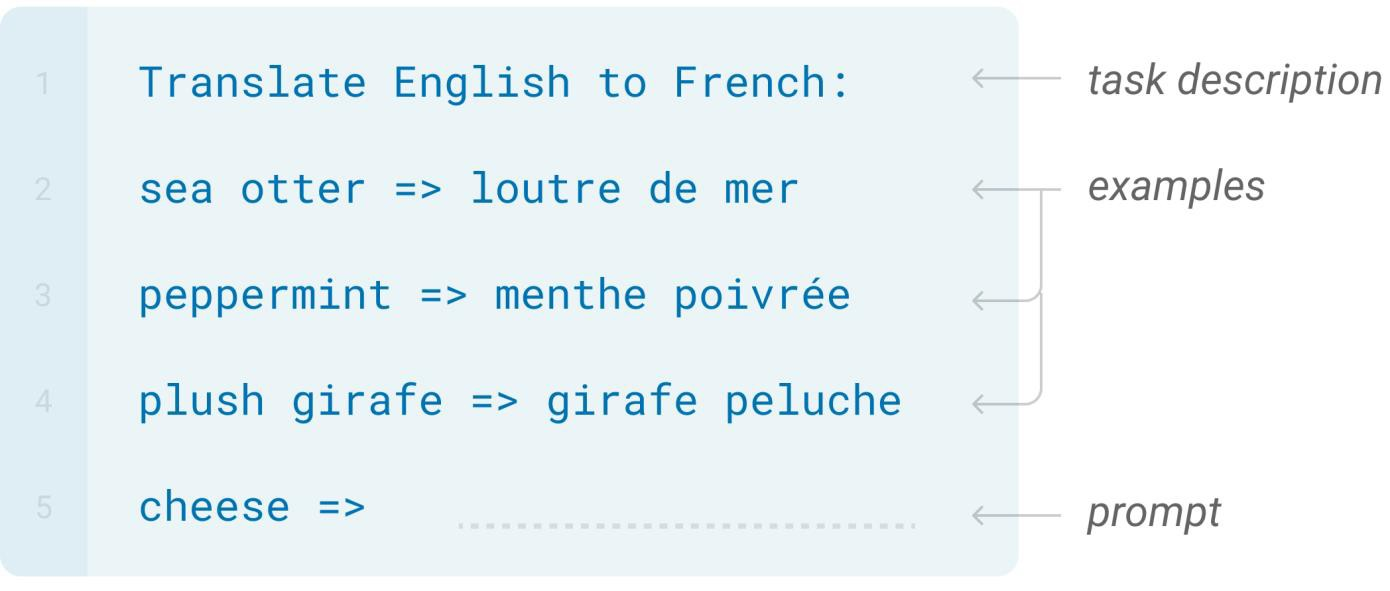 1 Translate English to French: task description
2 sea otter => loutre de mer examples
3 peppermint => menthe poivrée
4 plush girafe => girafe peluche
5 cheese => prompt